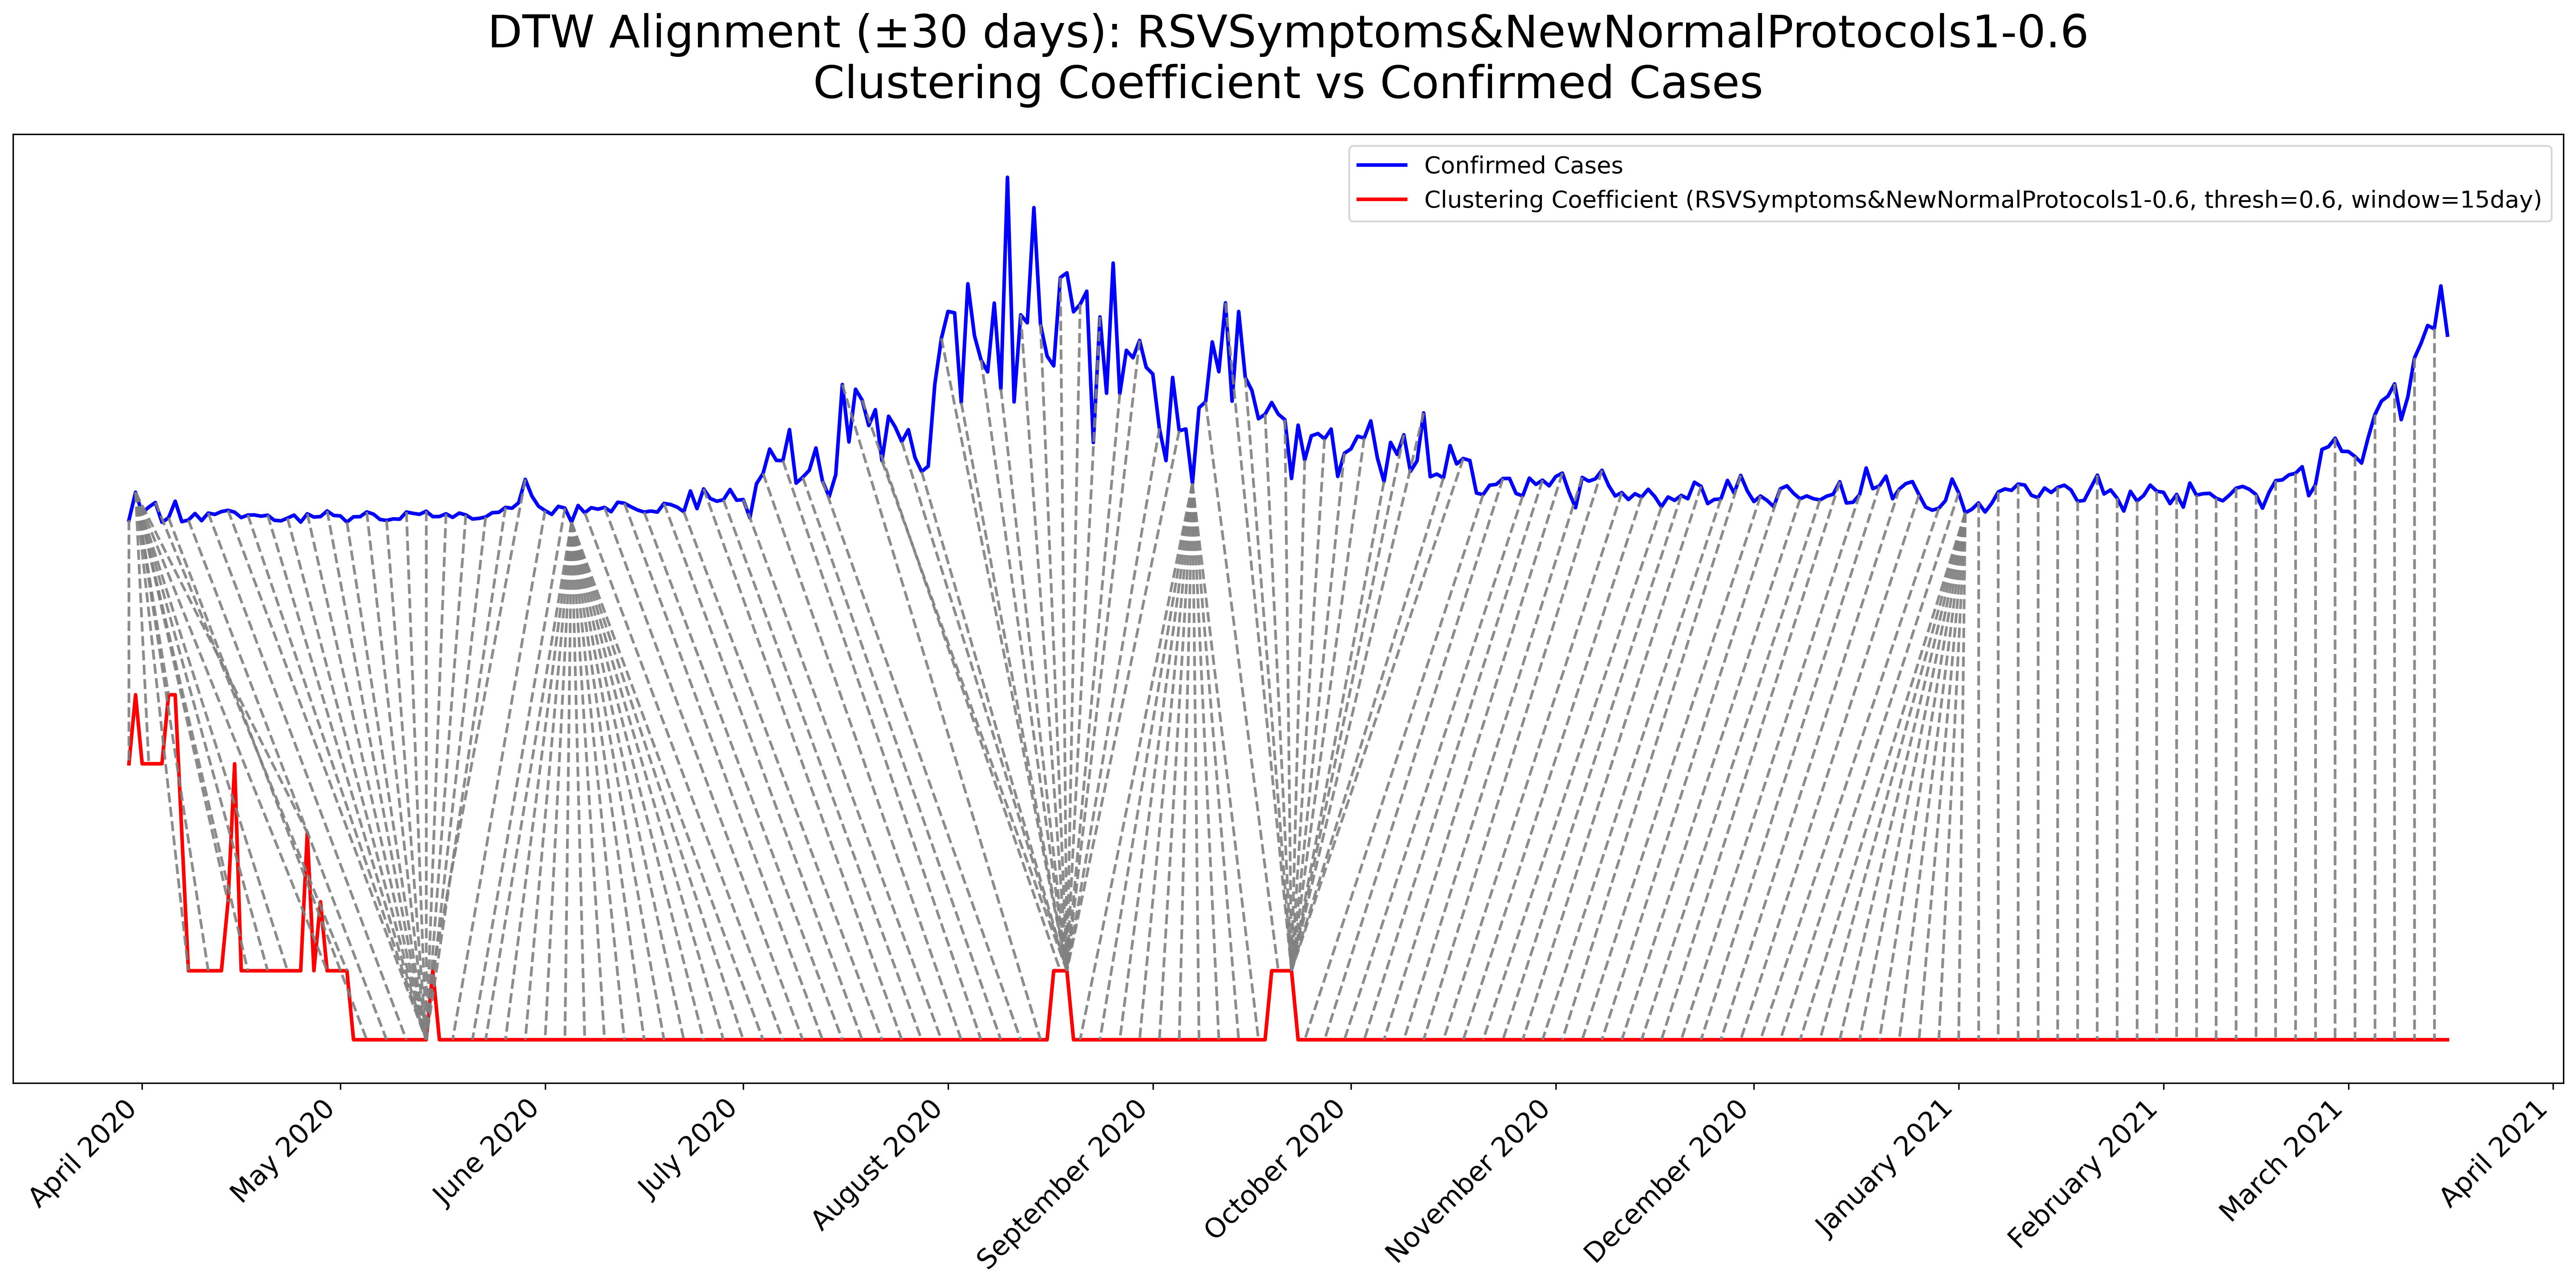 DTW Alignment (±30 days): RSVSymptoms&NewNormalProtocols1-0.6
Clustering Coefficient vs Confirmed Cases
Confirmed Cases
Clustering Coefficient (RSVSymptoms&NewNormalProtocols1-0.6, thresh=0.6, window=15day)
April 2020
May 2020
June 2020
July 2020
August 2020
September 2020
October 2020
November 2020
December 2020
January 2021
February 2021
March 2021
April 2021